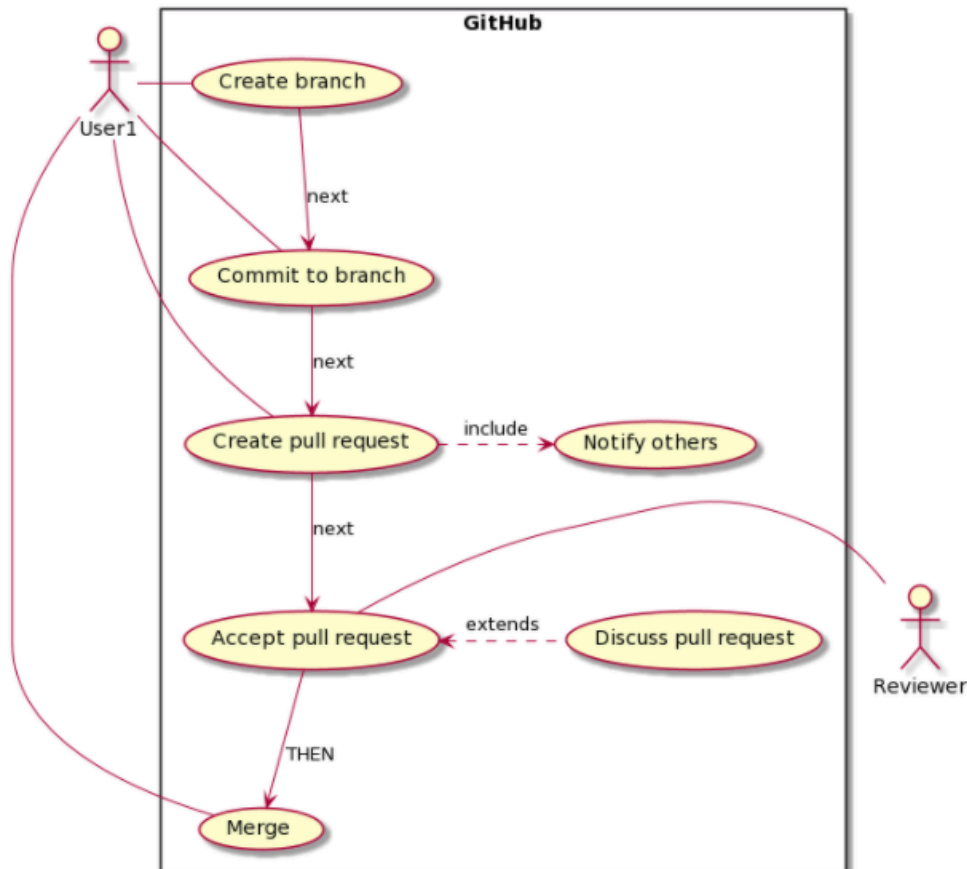 GitHub
Create branch
User1
next
Commit to branch
next
Create pull request
include
Notify others
next
Accept pull request
extends
Discuss pull request
Reviewer
THEN
Merge